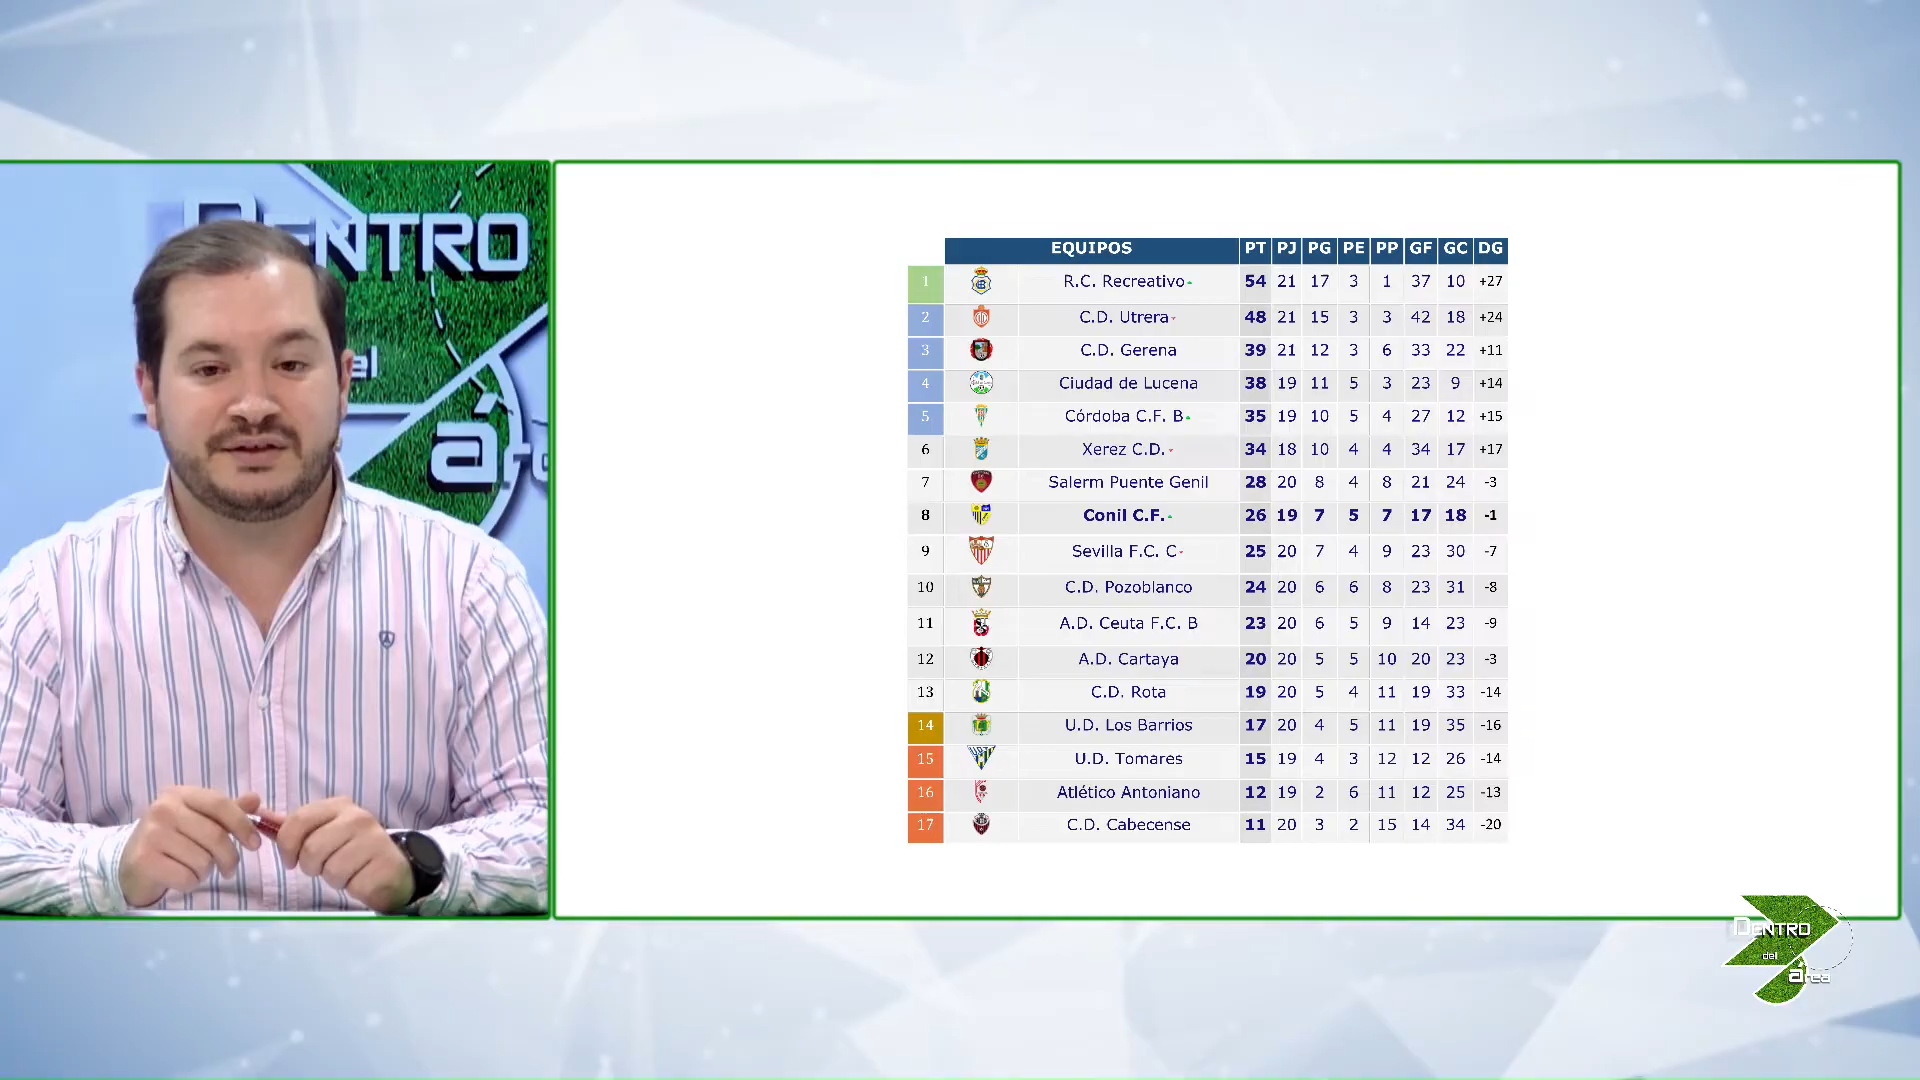 DENTRO
del
área
EQUIPOS PT PJ PG PE PP GF GC DG
1 R.C. Recreativo 54 21 17 3 1 37 10 +27
2 C.D. Utrera 48 21 15 3 3 42 18 +24
3 C.D. Gerena 39 21 12 3 6 33 22 +11
4 Ciudad de Lucena 38 19 11 5 3 23 9 +14
5 Córdoba C.F. B 35 19 10 5 4 27 12 +15
6 Xerez C.D. 34 18 10 4 4 34 17 +17
7 Salerm Puente Genil 28 20 8 4 8 21 24 -3
8 Conil C.F. 26 19 7 5 7 17 18 -1
9 Sevilla F.C. C 25 20 7 4 9 23 30 -7
10 C.D. Pozoblanco 24 20 6 6 8 23 31 -8
11 A.D. Ceuta F.C. B 23 20 6 5 9 14 23 -9
12 A.D. Cartaya 20 20 5 5 10 20 23 -3
13 C.D. Rota 19 20 5 4 11 19 33 -14
14 U.D. Los Barrios 17 20 4 5 11 19 35 -16
15 U.D. Tomares 15 19 4 3 12 12 26 -14
16 Atlético Antoniano 12 19 2 6 11 12 25 -13
17 C.D. Cabecense 11 20 3 2 15 14 34 -20
DENTRO
del
área